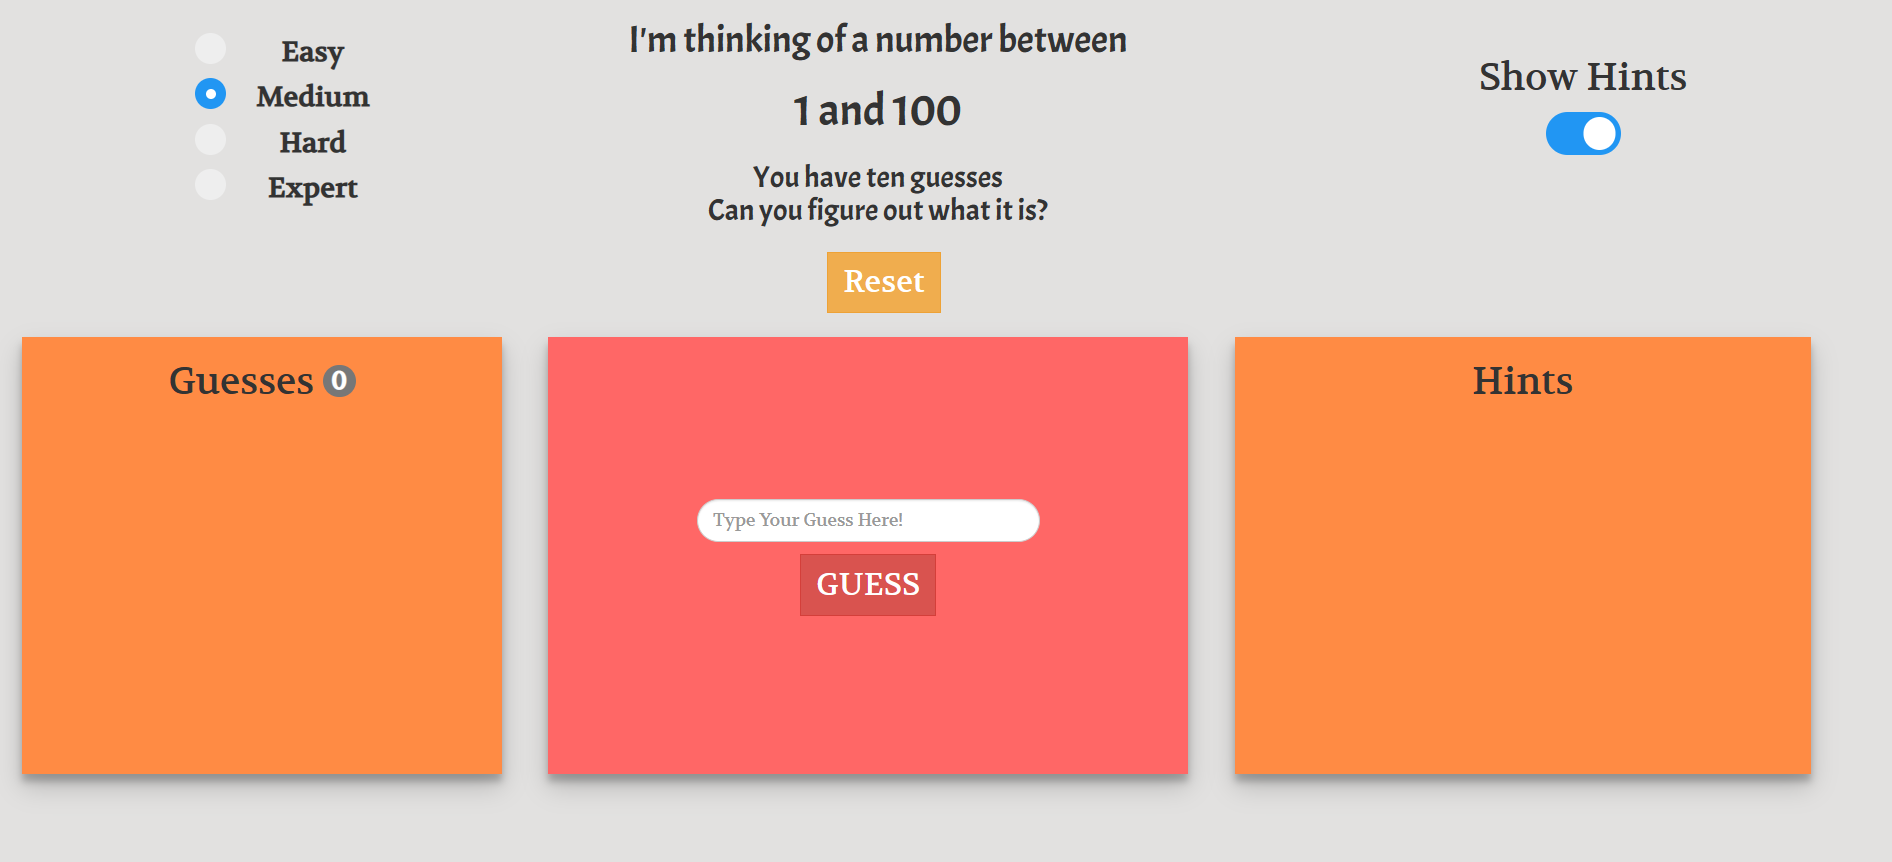 Easy
Medium
Hard
Expert
I'm thinking of a number between
1 and 100
You have ten guesses
Can you figure out what it is?
Reset
Show Hints
Guesses 0
Type Your Guess Here!
GUESS
Hints